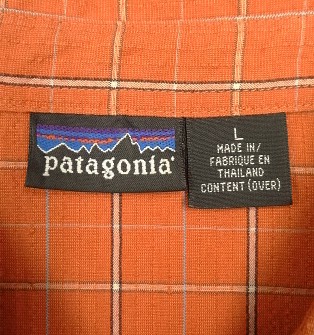 patagonia®
L
MADE IN/
FABRIQUE EN
THAILAND
CONTENT (OVER)